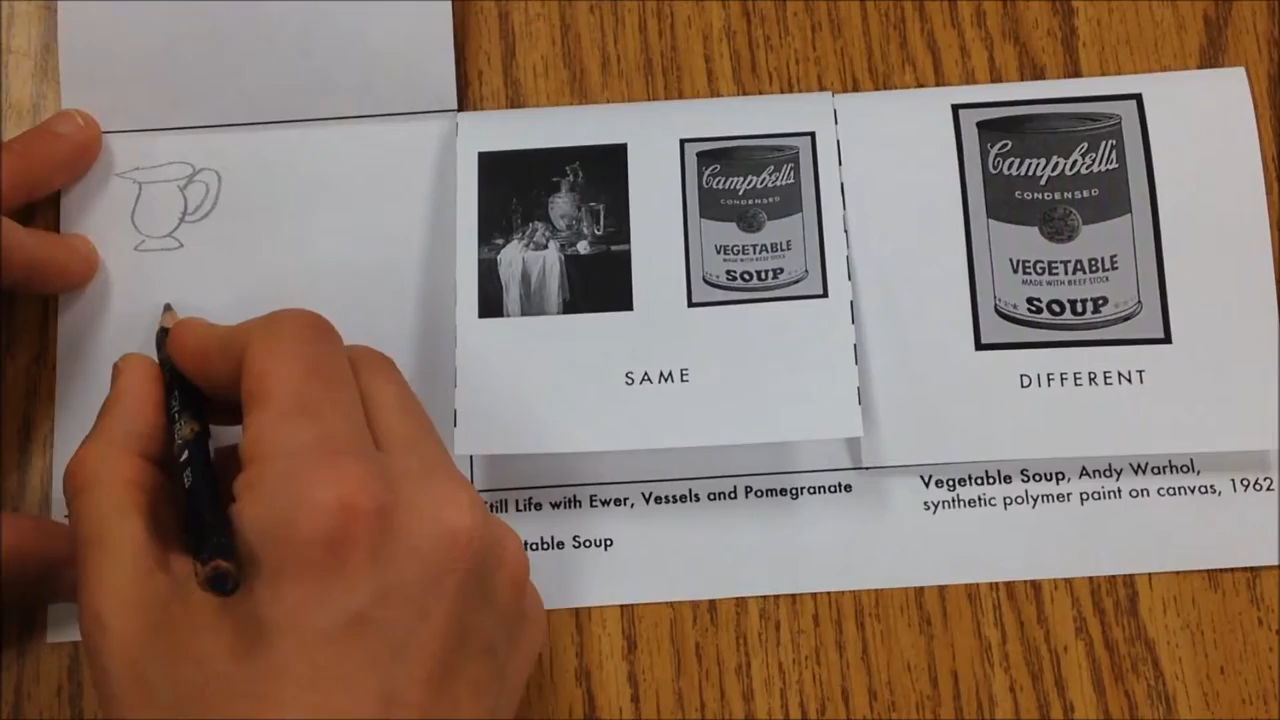 Campbell's
CONDENSED
VEGETABLE
MADE WITH BEEF STOCK
SOUP
SAME
Campbell's
CONDENSED
VEGETABLE
MADE WITH BEEF STOCK
SOUP
DIFFERENT
till Life with Ewer, Vessels and Pomegranate
table Soup
Vegetable Soup, Andy Warhol,
synthetic polymer paint on canvas, 1962